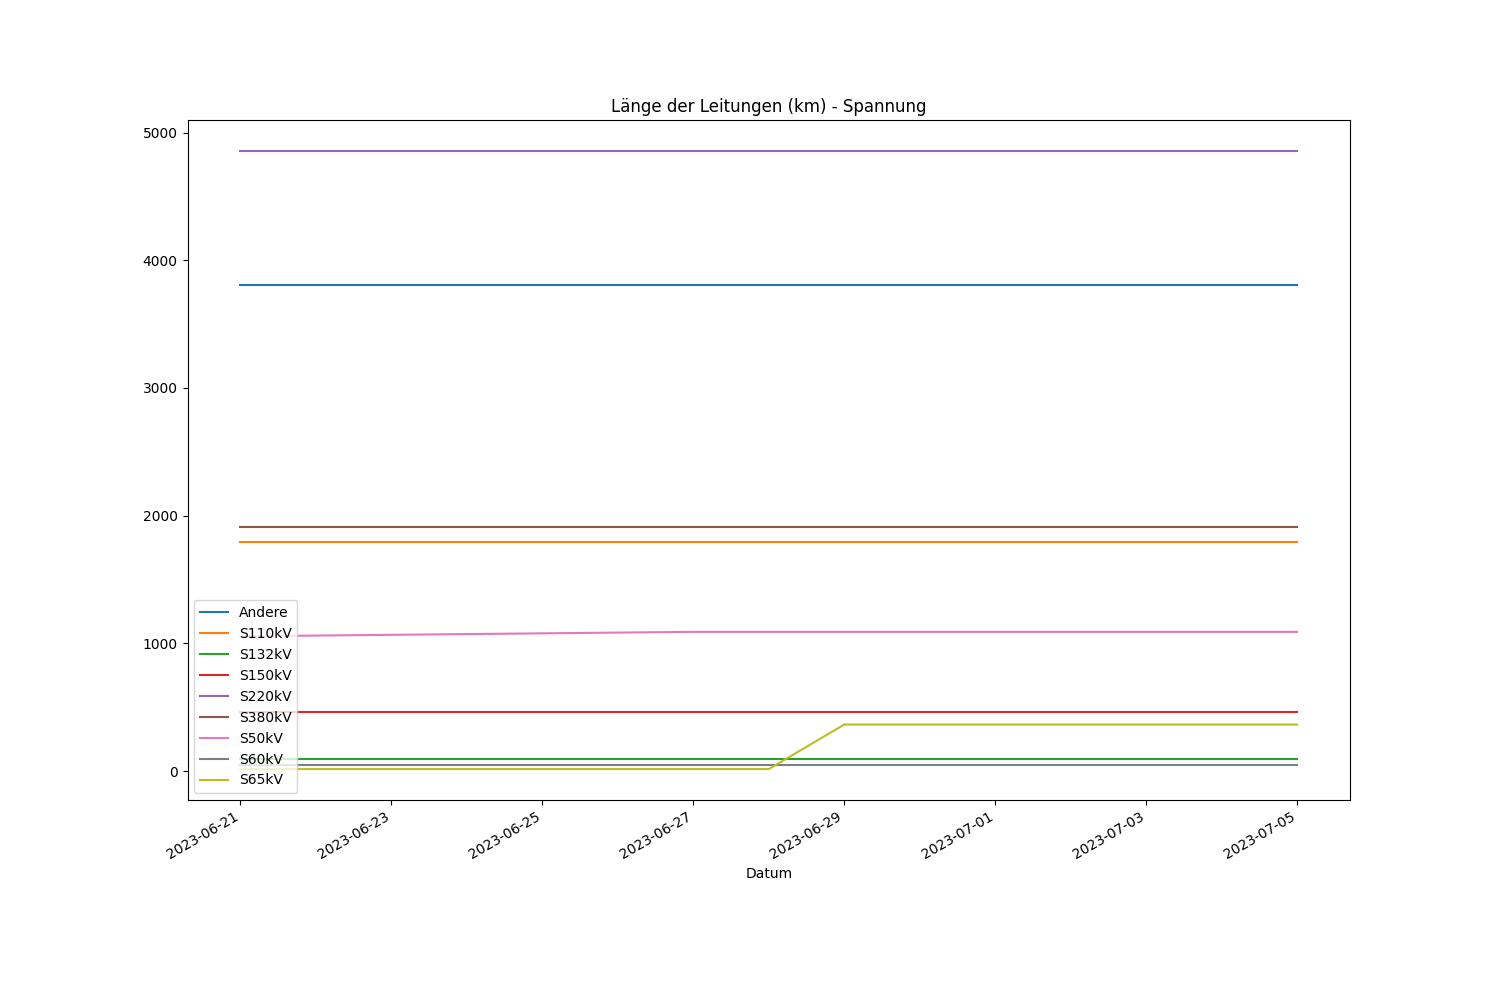 Länge der Leitungen (km) - Spannung
5000
4000
3000
2000
1000
0
Andere
S110kV
S132kV
S150kV
S220kV
S380kV
S50kV
S60kV
S65kV
2023-06-21
2023-06-23
2023-06-25
2023-06-27
2023-06-29
2023-07-01
2023-07-03
2023-07-05
Datum